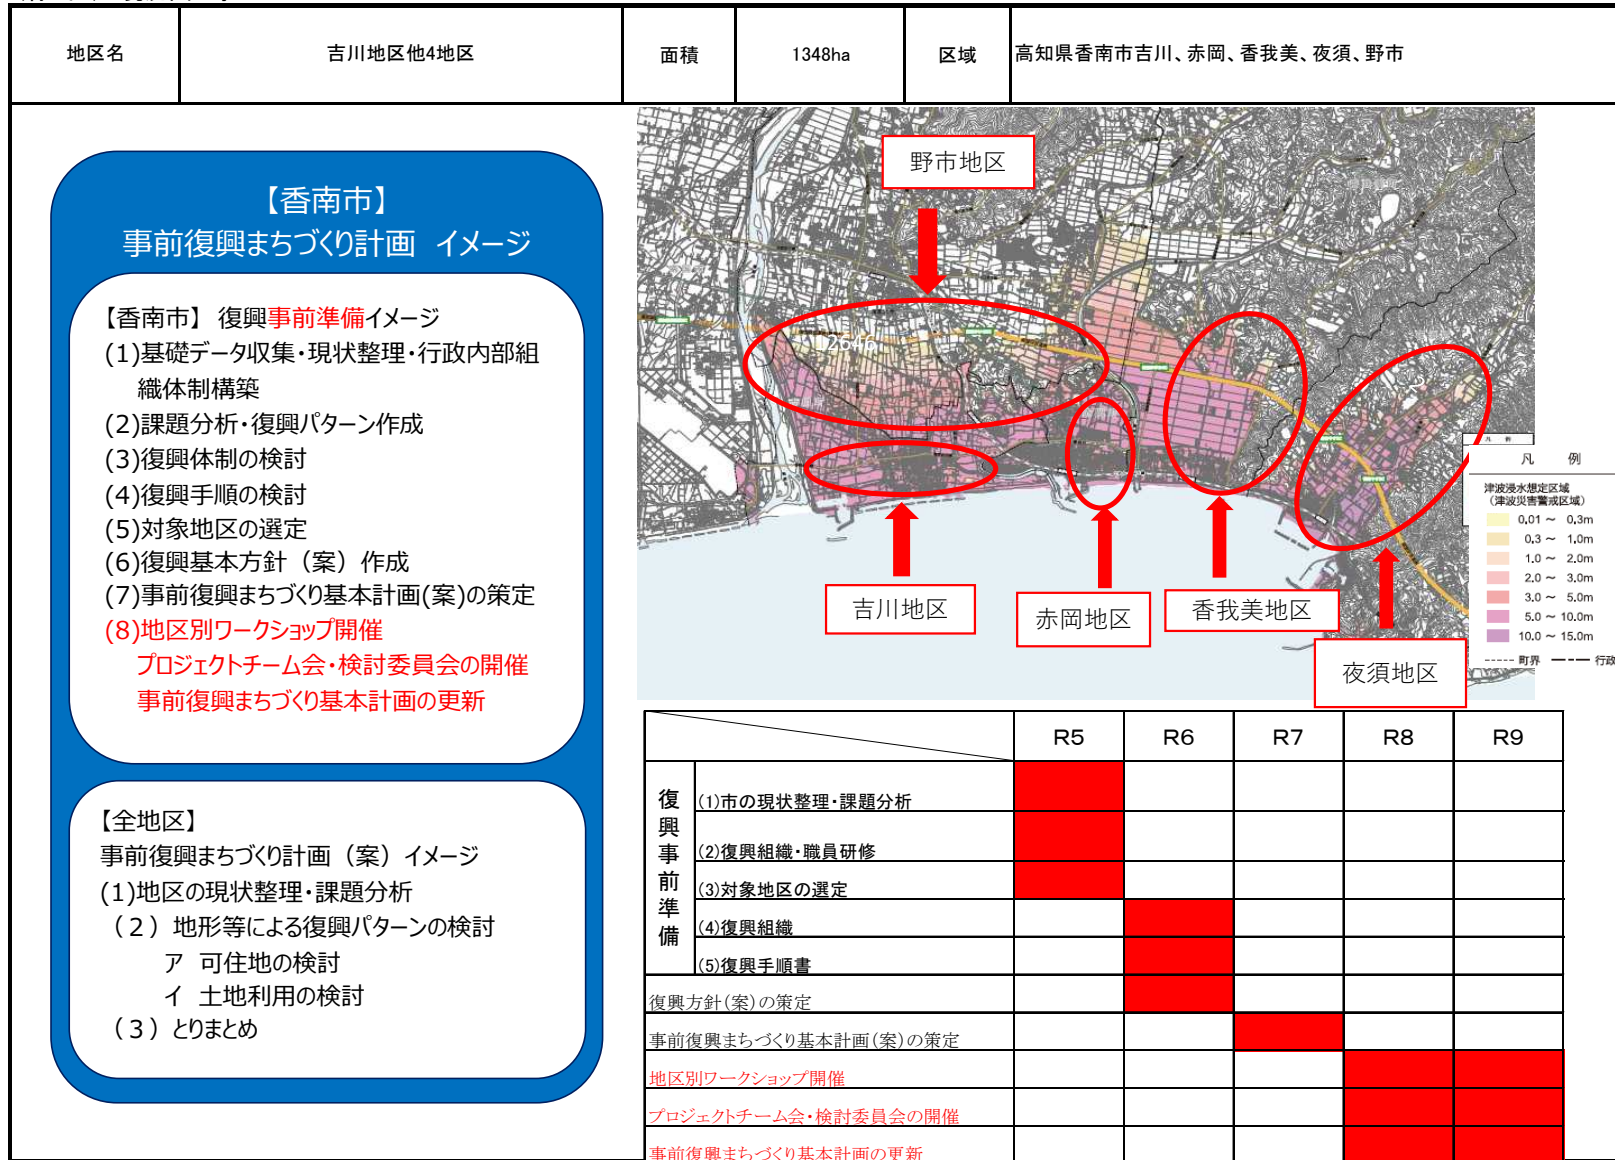 地区名
吉川地区他4地区
面積
1348ha
区域
高知県香南市吉川、赤岡、香我美、夜須、野市
【香南市】
事前復興まちづくり計画　イメージ
【香南市】 復興事前準備イメージ
(1)基礎データ収集・現状整理・行政内部組
織体制構築
(2)課題分析・復興パターン作成
(3)復興体制の検討
(4)復興手順の検討
(5)対象地区の選定
(6)復興基本方針（案）作成
(7)事前復興まちづくり基本計画(案)の策定
(8)地区別ワークショップ開催
プロジェクトチーム会・検討委員会の開催
事前復興まちづくり基本計画の更新
【全地区】
事前復興まちづくり計画（案）イメージ
(1)地区の現状整理・課題分析
（２）地形等による復興パターンの検討
ア　可住地の検討
イ　土地利用の検討
（３）とりまとめ
野市地区
吉川地区
赤岡地区
香我美地区
夜須地区
凡　例
凡　例
津波浸水想定区域
（津波災害警戒区域）
0.01 ～ 0.3m
0.3 ～ 1.0m
1.0 ～ 2.0m
2.0 ～ 3.0m
3.0 ～ 5.0m
5.0 ～ 10.0m
10.0 ～ 15.0m
町界
行政
R5
R6
R7
R8
R9
復興事前準備
(1)市の現状整理・課題分析
(2)復興組織・職員研修
(3)対象地区の選定
(4)復興組織
(5)復興手順書
復興方針(案)の策定
事前復興まちづくり基本計画(案)の策定
地区別ワークショップ開催
プロジェクトチーム会・検討委員会の開催
事前復興まちづくり基本計画の更新